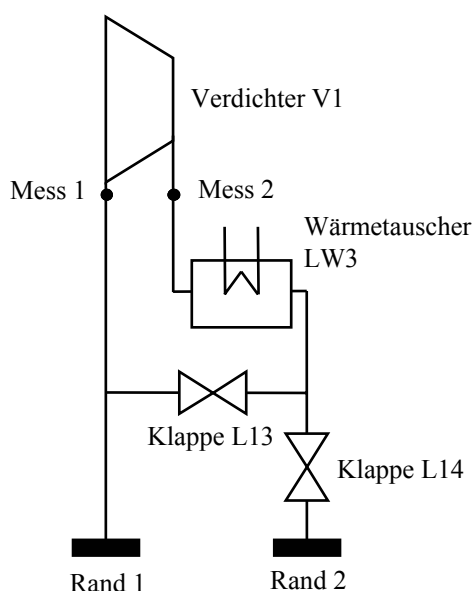 Verdichter V1
Mess 1
Mess 2
Wärmetauscher
LW3
Klappe L13
Klappe L14
Rand 1
Rand 2